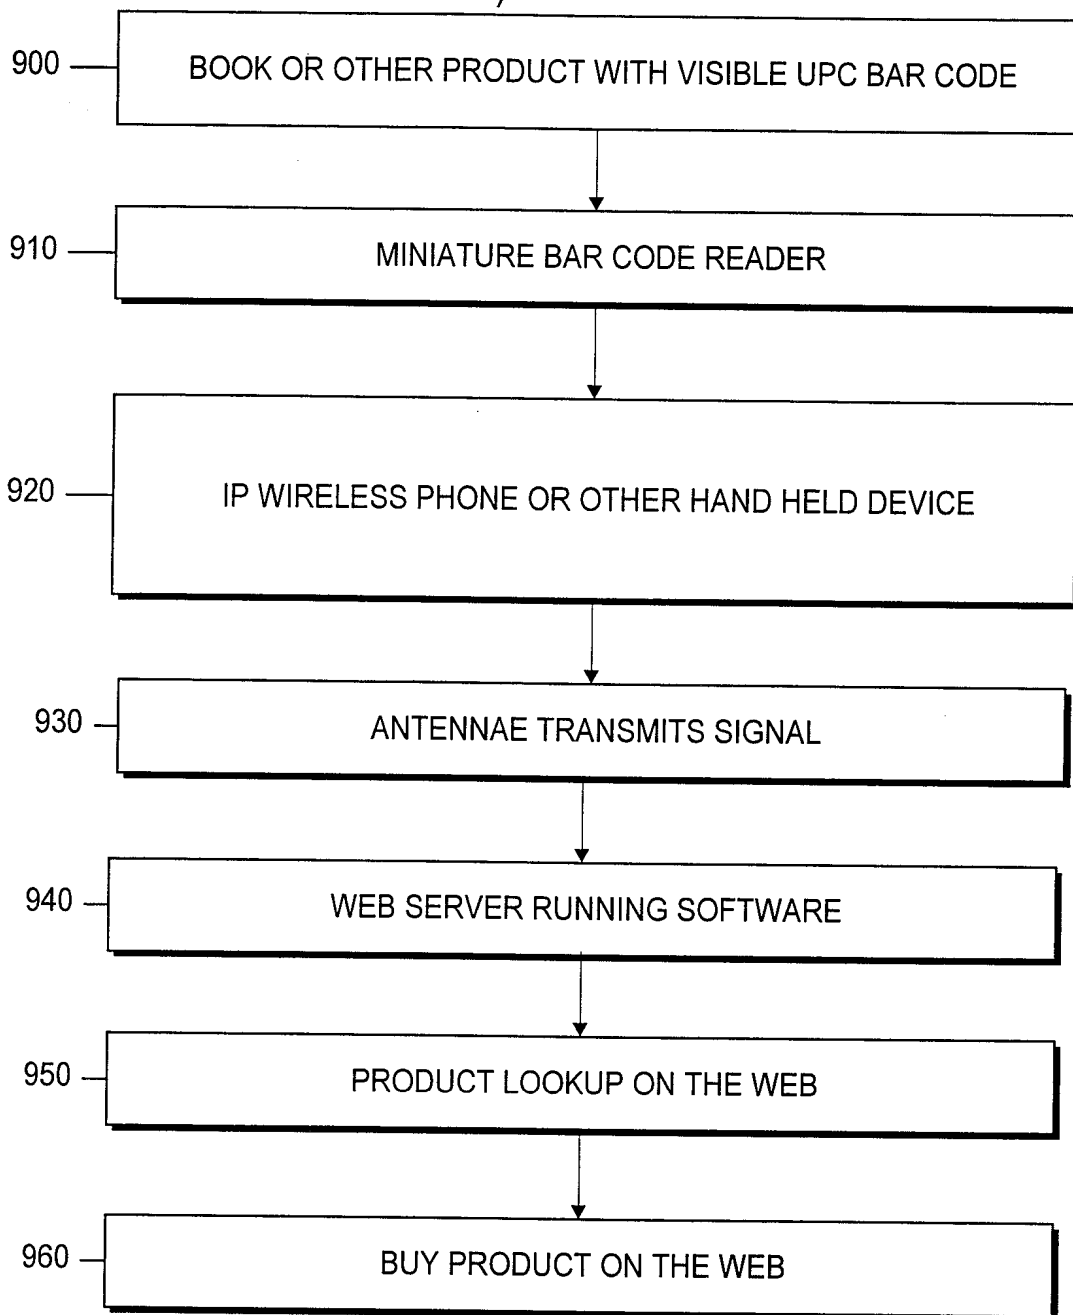 900 BOOK OR OTHER PRODUCT WITH VISIBLE UPC BAR CODE
910 MINIATURE BAR CODE READER
920 IP WIRELESS PHONE OR OTHER HAND HELD DEVICE
930 ANTENNAE TRANSMITS SIGNAL
940 WEB SERVER RUNNING SOFTWARE
950 PRODUCT LOOKUP ON THE WEB
960 BUY PRODUCT ON THE WEB